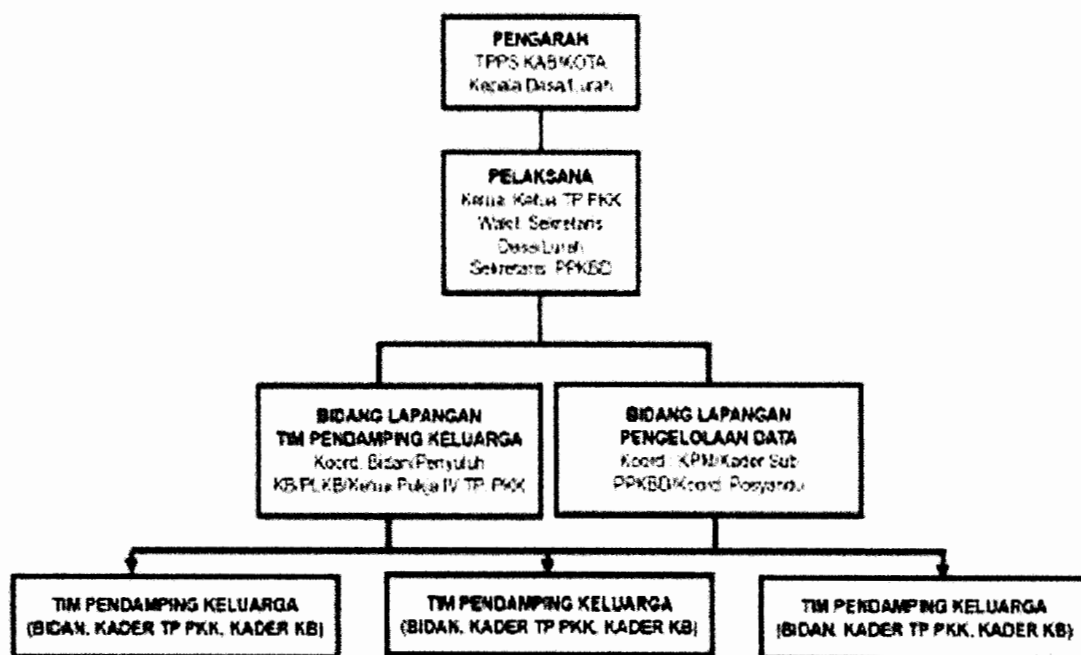 PENGARAH
TPPS KAB/KOTA
Kepala Desa/Lurah
PELAKSANA
Ketua: Ketua TP PKK
Wakil: Sekretaris
Desa/Lurah
Sekretaris: PPKBD
BIDANG LAPANGAN
TIM PENDAMPING KELUARGA
Koord. Bidan/Penyuluh
KB/PLKB/Ketua Pokja IV TP. PKK
BIDANG LAPANGAN
PENGELOLAAN DATA
Koord : KPM/Kader Sub
PPKBD/Koord. Posyandu
TIM PENDAMPING KELUARGA
(BIDAN, KADER TP PKK, KADER KB)
TIM PENDAMPING KELUARGA
(BIDAN, KADER TP PKK, KADER KB)
TIM PENDAMPING KELUARGA
(BIDAN, KADER TP PKK, KADER KB)